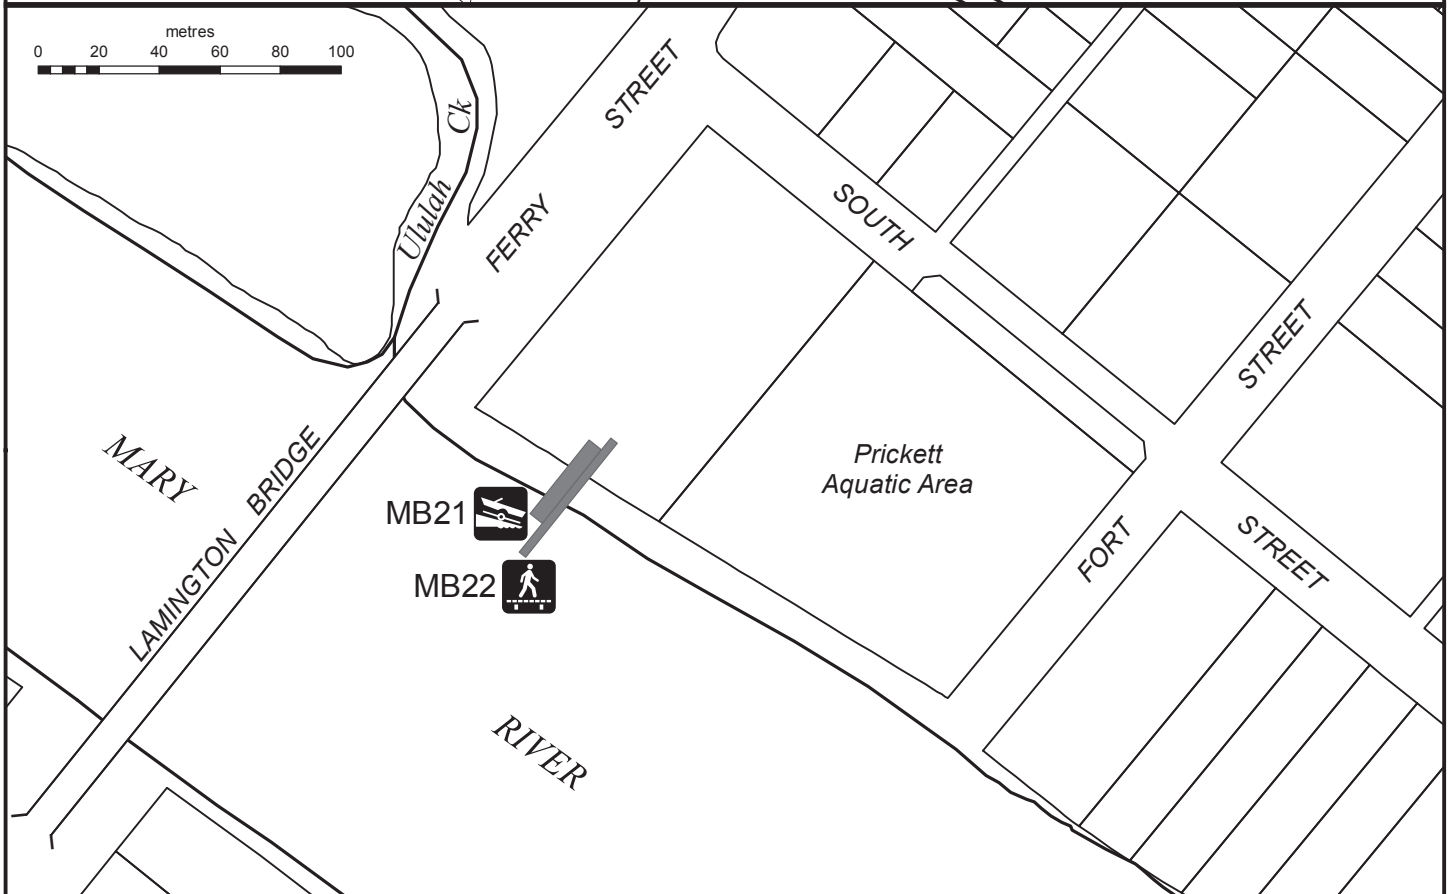 metres
0 20 40 60 80 100
Ululah Ck
FERRY STREET
SOUTH STREET
FORT STREET
MARY RIVER
LAMINGTON BRIDGE
Prickett
Aquatic Area
MB21
MB22